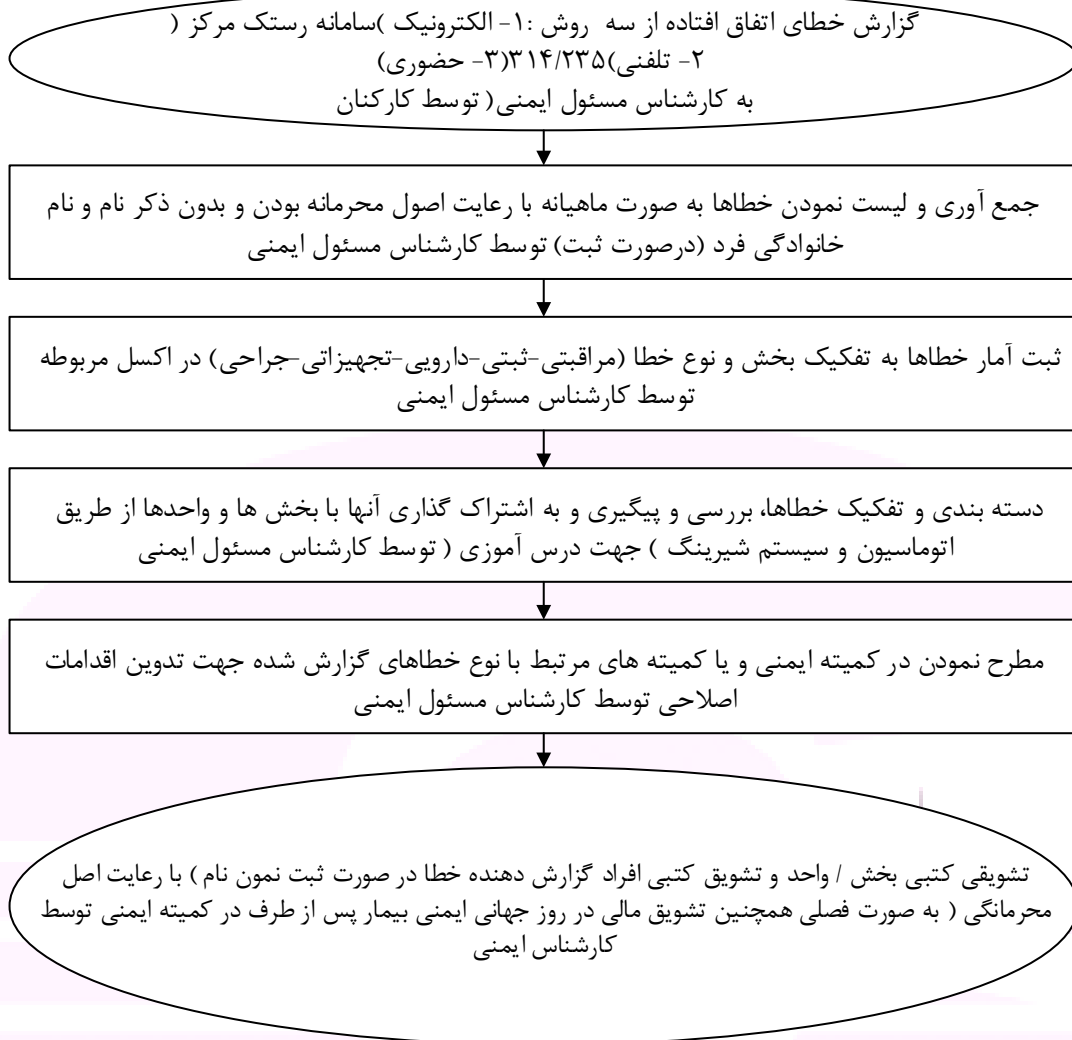 گزارش خطای اتفاق افتاده از سه روش :۱- الکترونیک )سامانه رستک مرکز (
۲- تلفنی)۳۱۴/۲۳۵(۳- حضوری)
به کارشناس مسئول ایمنی( توسط کارکنان
جمع آوری و لیست نمودن خطاها به صورت ماهیانه با رعایت اصول محرمانه بودن و بدون ذکر نام و نام
خانوادگی فرد (درصورت ثبت) توسط کارشناس مسئول ایمنی
ثبت آمار خطاها به تفکیک بخش و نوع خطا (مراقبتی-ثبتی-دارویی-تجهیزاتی-جراحی) در اکسل مربوطه
توسط کارشناس مسئول ایمنی
دسته بندی و تفکیک خطاها، بررسی و پیگیری و به اشتراک گذاری آنها با بخش ها و واحدها از طریق
اتوماسیون و سیستم شیرینگ ) جهت درس آموزی ( توسط کارشناس مسئول ایمنی
مطرح نمودن در کمیته ایمنی و یا کمیته های مرتبط با نوع خطاهای گزارش شده جهت تدوین اقدامات
اصلاحی توسط کارشناس مسئول ایمنی
تشویقی کتبی بخش / واحد و تشویق کتبی افراد گزارش دهنده خطا در صورت ثبت نمون نام ) با رعایت اصل
محرمانگی ( به صورت فصلی همچنین تشویق مالی در روز جهانی ایمنی بیمار پس از طرف در کمیته ایمنی توسط
کارشناس ایمنی